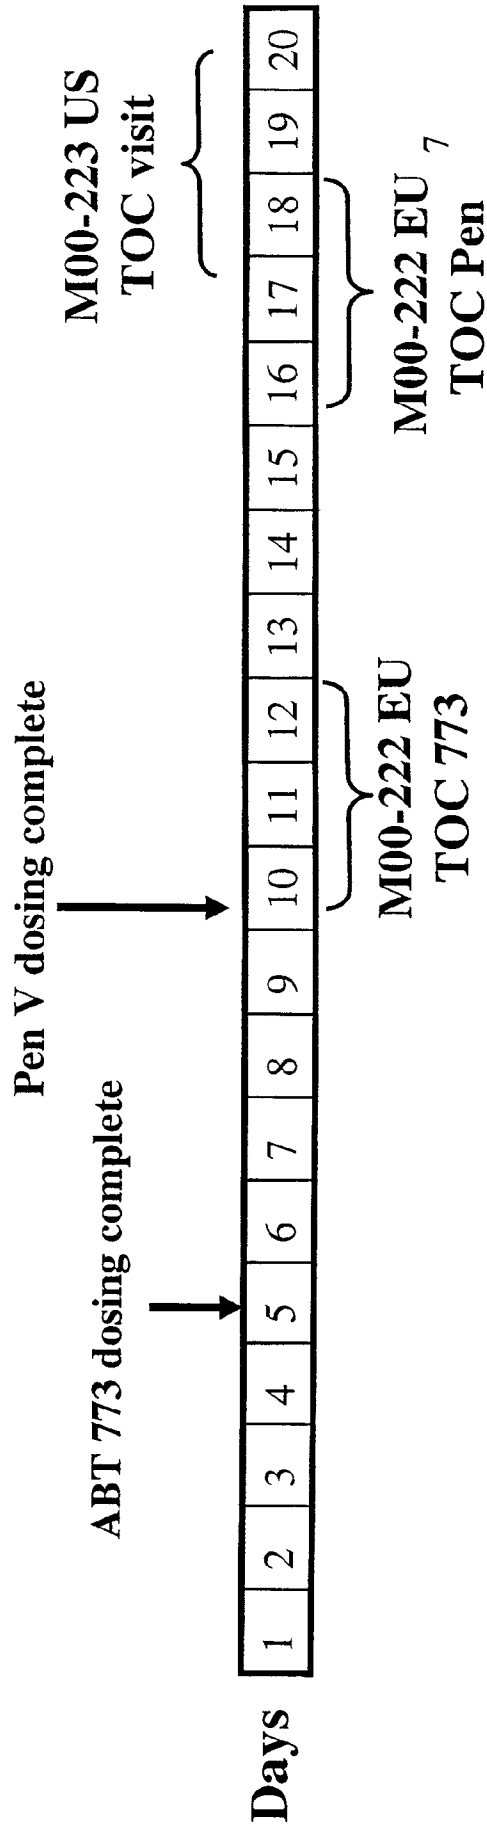 Pen V dosing complete
ABT 773 dosing complete
M00-223 US
TOC visit
Days 1 2 3 4 5 6 7 8 9 10 11 12 13 14 15 16 17 18 19 20
M00-222 EU
TOC 773
M00-222 EU
TOC Pen
7